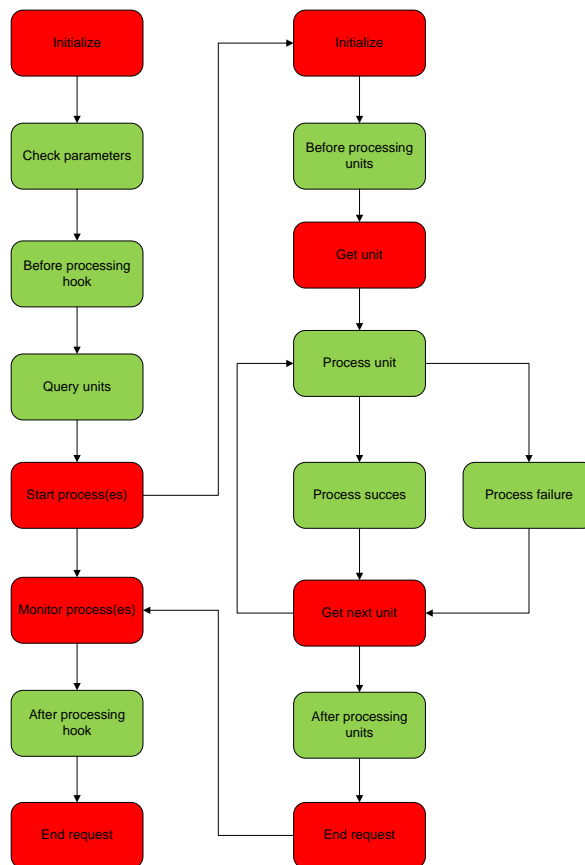 Initialize
Check parameters
Before processing
hook
Query units
Start process(es)
Monitor process(es)
After processing
hook
End request
Initialize
Before processing
units
Get unit
Process unit
Process succes
Process failure
Get next unit
After processing
units
End request